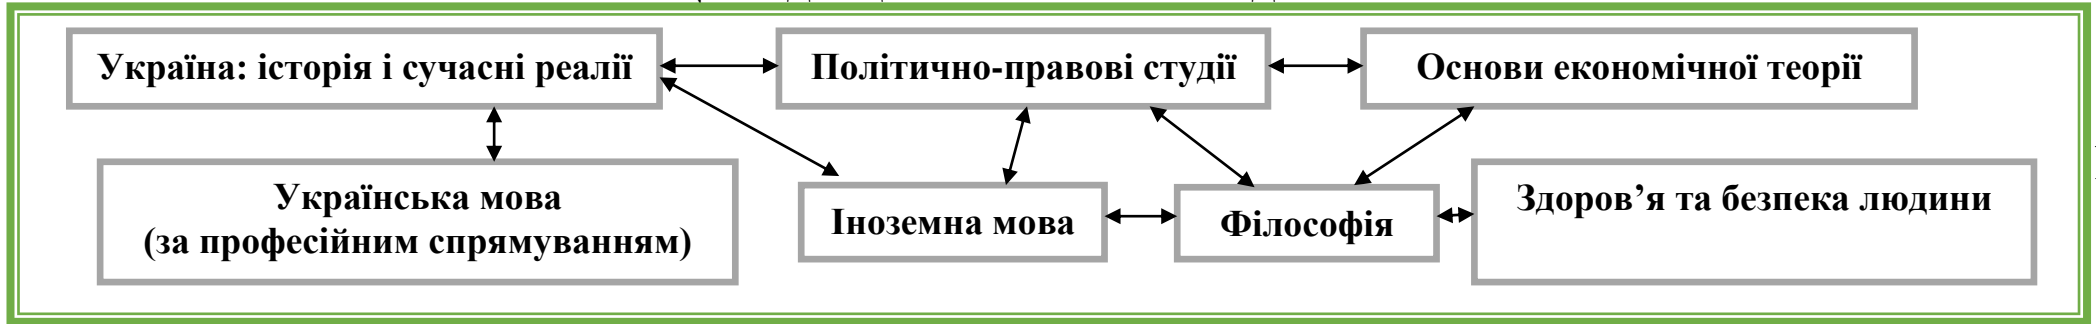 Україна: історія і сучасні реалії
Політично-правові студії
Основи економічної теорії
Українська мова
(за професійним спрямуванням)
Іноземна мова
Філософія
Здоров’я та безпека людини